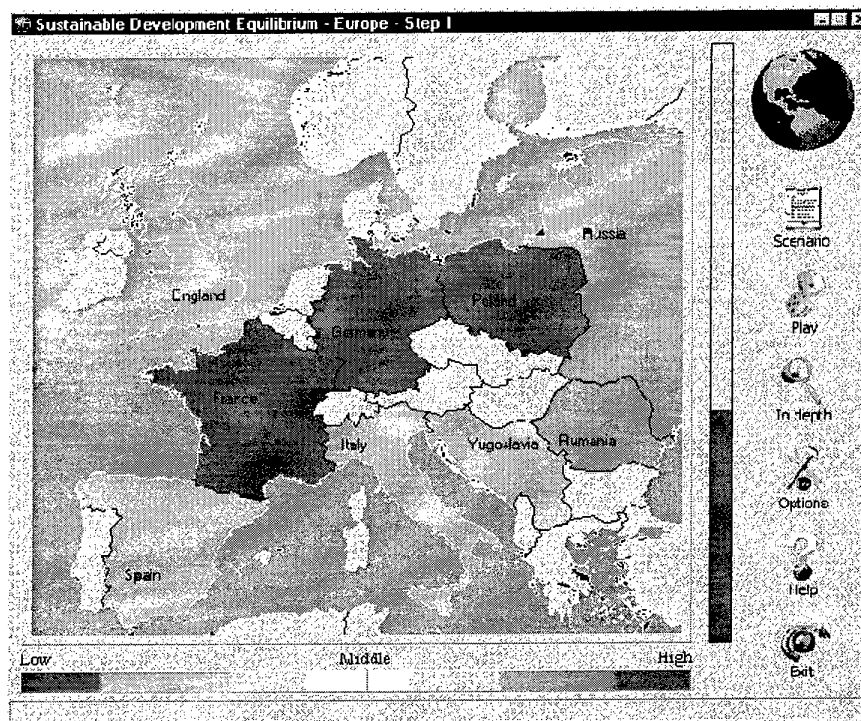 Sustainable Development Equilibrium - Europe - Step I
Russia
Scenario
England
Poland
Germany
Play
France
In depth
Italy
Yugoslavia
Rumania
Options
Spain
Help
Low
Middle
High
Exit